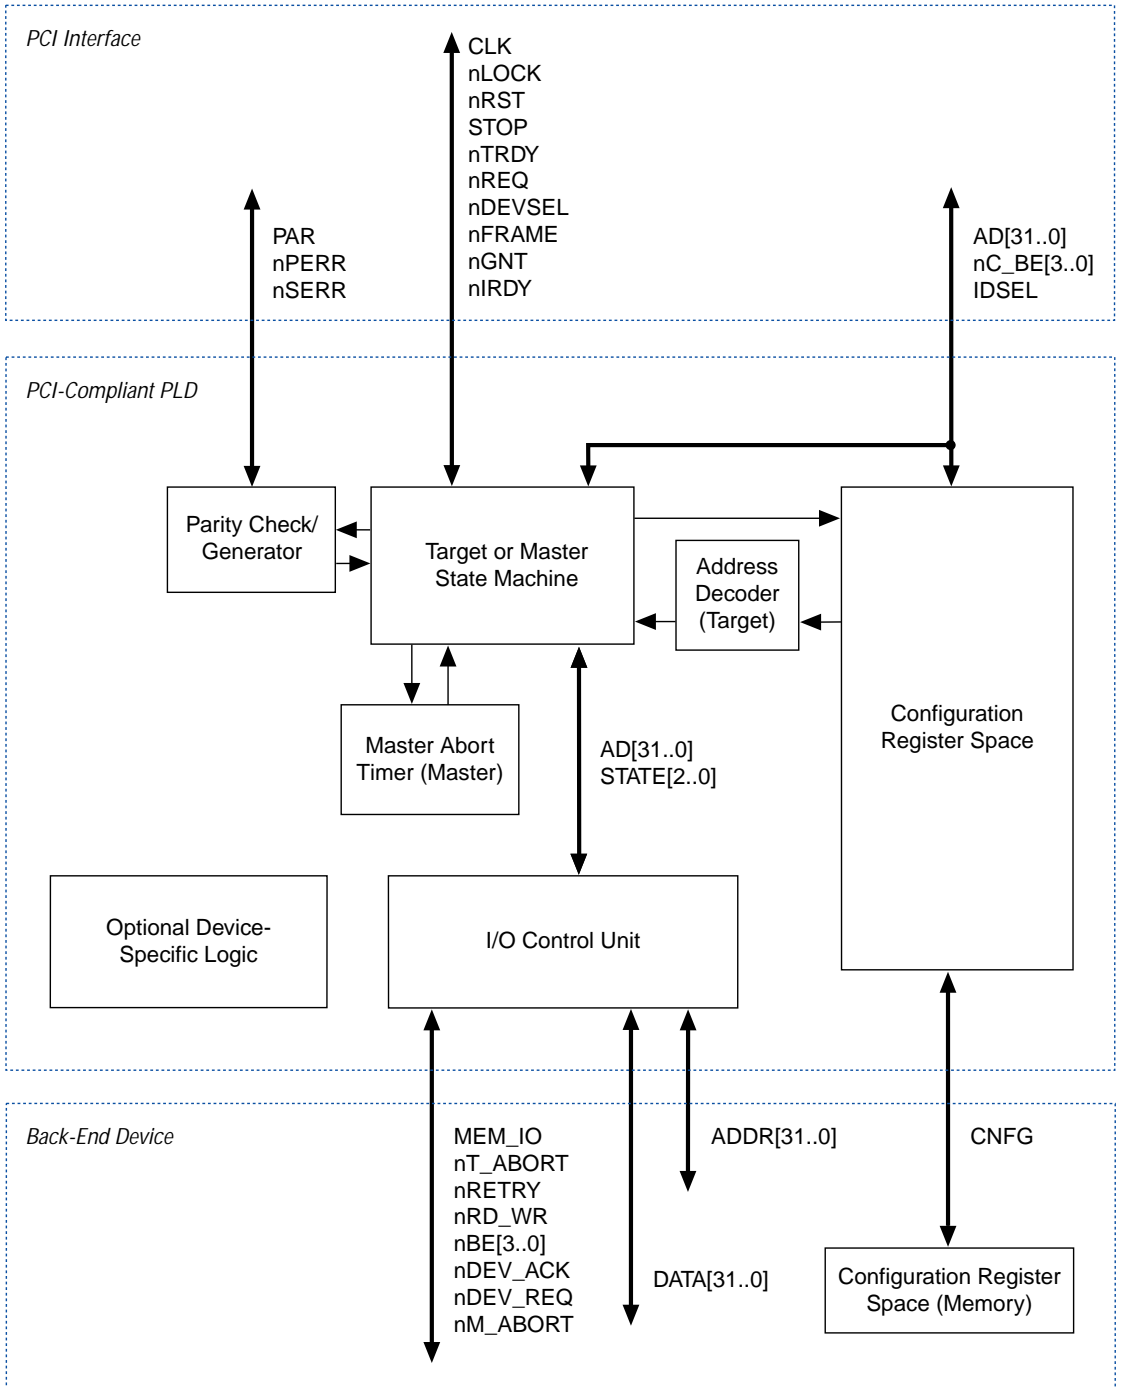 PCI Interface
CLK
nLOCK
nRST
STOP
nTRDY
nREQ
nDEVSEL
nFRAME
nGNT
nIRDY
PAR
nPERR
nSERR
AD[31..0]
nC_BE[3..0]
IDSEL
PCI-Compliant PLD
Parity Check/
Generator
Target or Master
State Machine
Address
Decoder
(Target)
Configuration
Register Space
Master Abort
Timer (Master)
AD[31..0]
STATE[2..0]
Optional Device-
Specific Logic
I/O Control Unit
Back-End Device
MEM_IO
nT_ABORT
nRETRY
nRD_WR
nBE[3..0]
nDEV_ACK
nDEV_REQ
nM_ABORT
DATA[31..0]
ADDR[31..0]
CNFG
Configuration Register
Space (Memory)